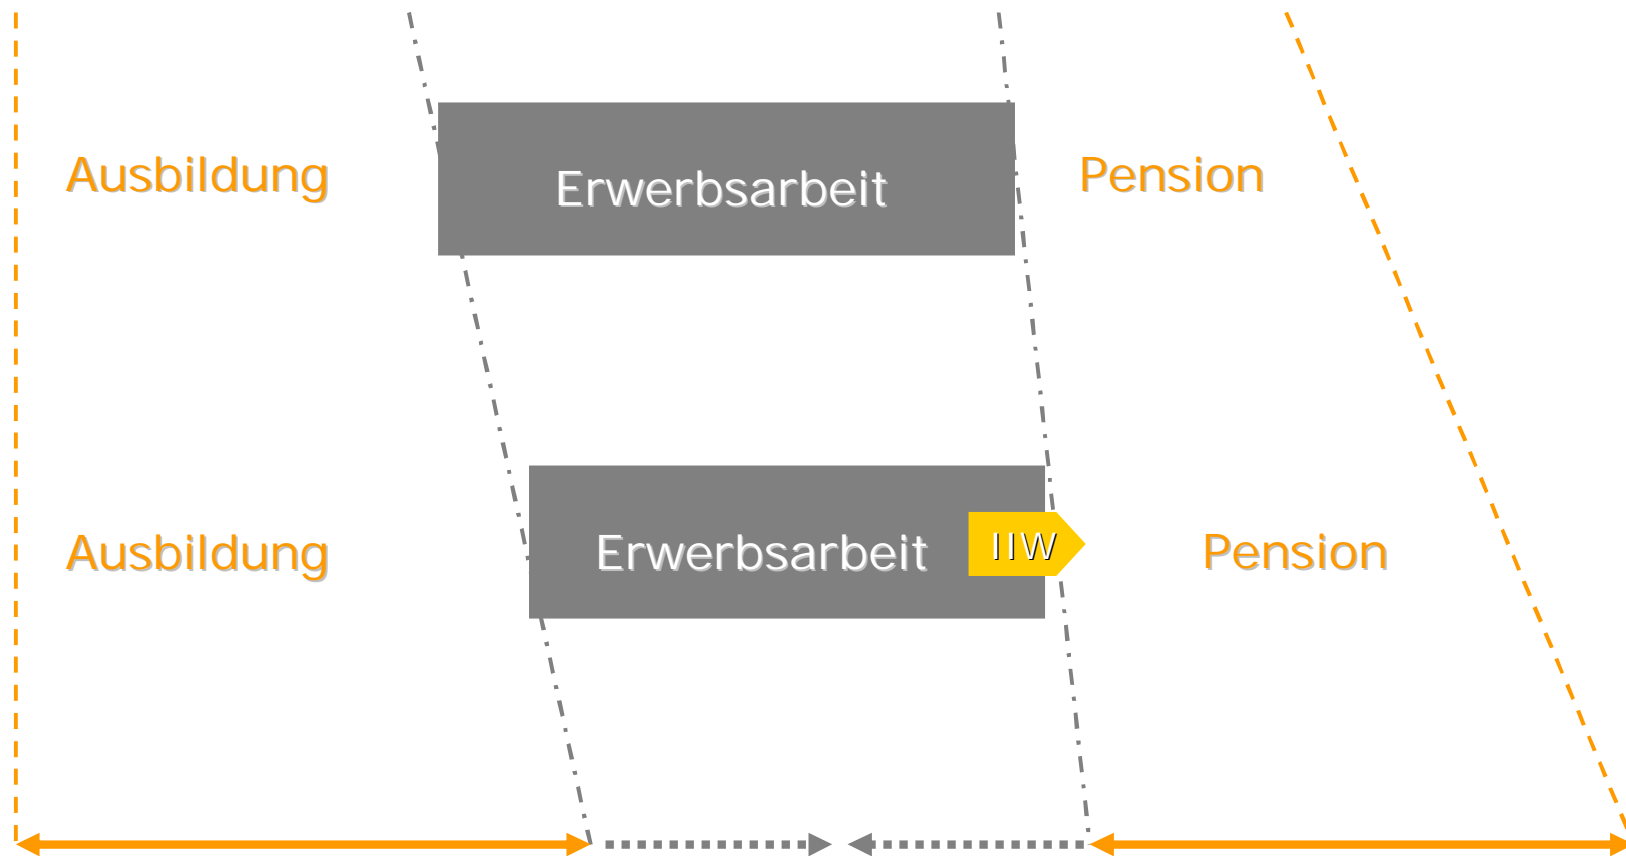 Ausbildung
Erwerbsarbeit
Pension
Ausbildung
Erwerbsarbeit
IIW
Pension